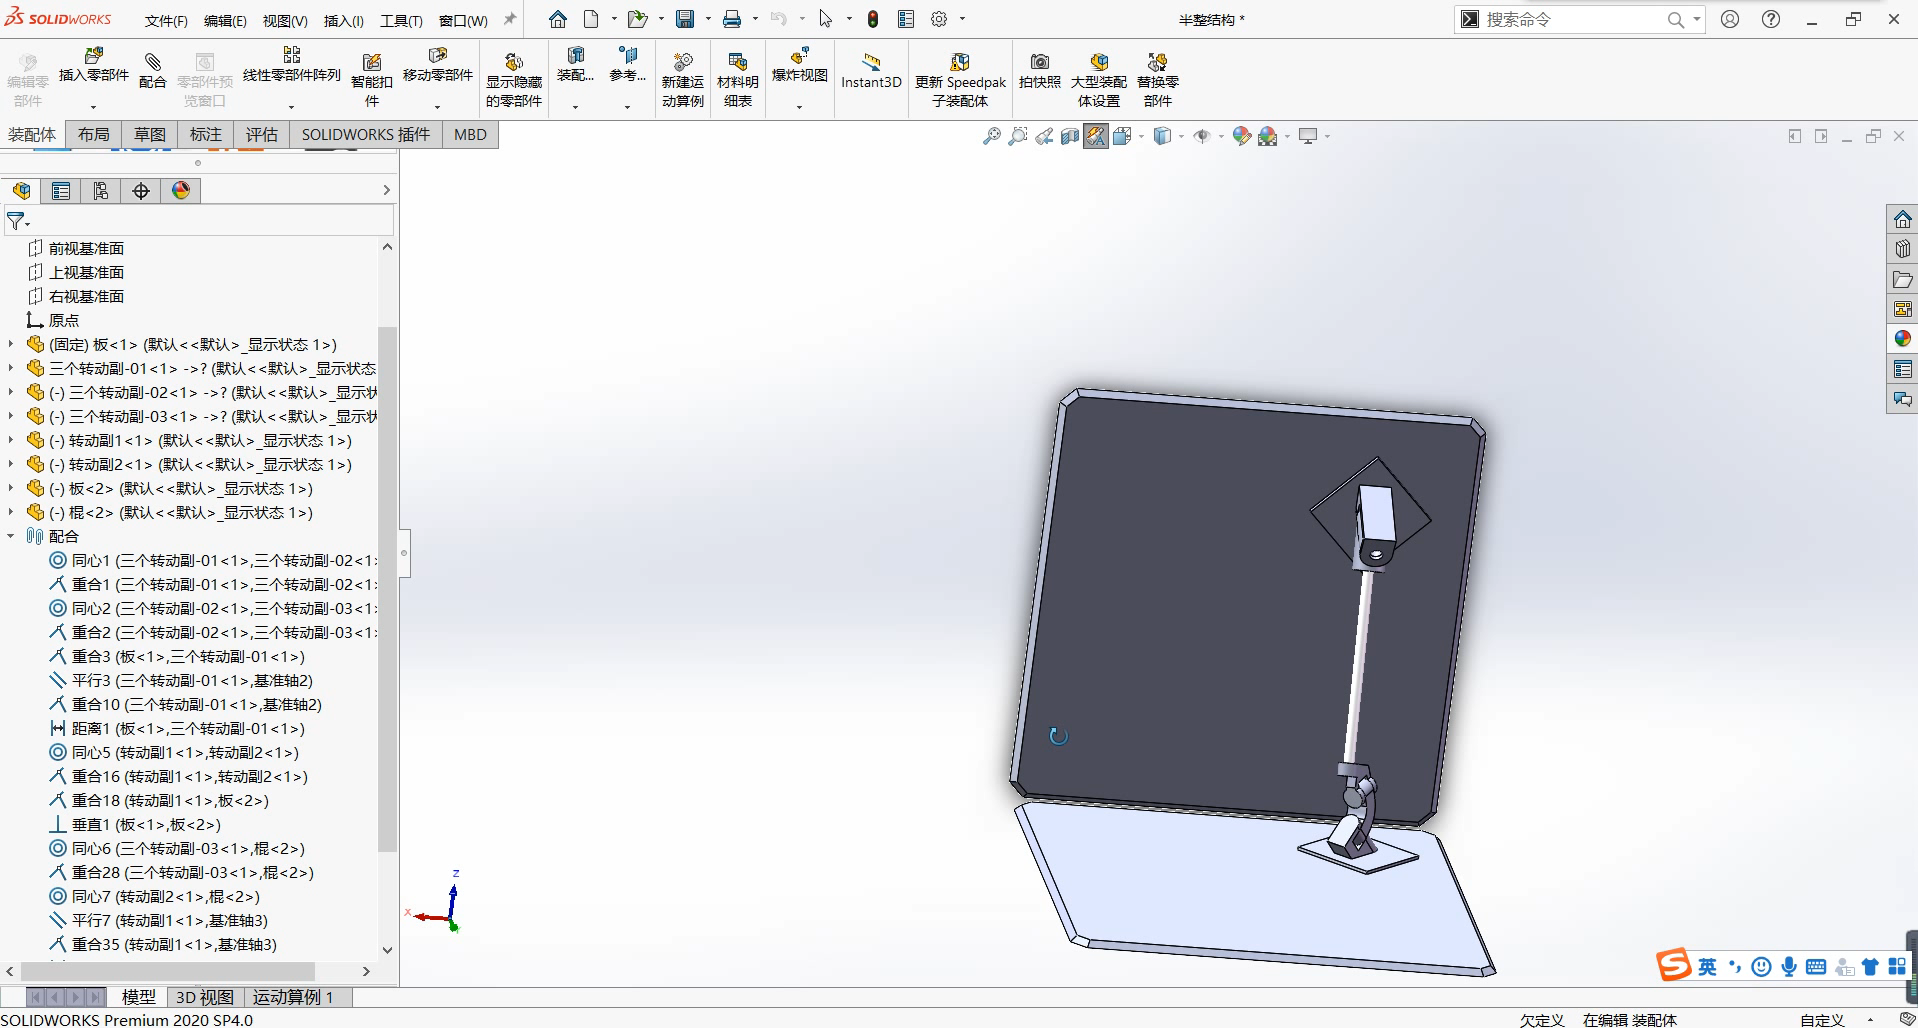 SOLIDWORKS 文件(F) 编辑(E) 视图(V) 插入(I) 工具(T) 窗口(W) 半整结构 * 搜索命令
编辑零部件 插入零部件 配合 零部件预览窗口 线性零部件阵列 智能扣件 移动零部件 显示隐藏的零部件 装配... 参考... 新建运动算例 材料明细表 爆炸视图 Instant3D 更新 Speedpak 子装配体 拍快照 大型装配体设置 替换零部件
装配体 布局 草图 标注 评估 SOLIDWORKS 插件 MBD
前视基准面
上视基准面
右视基准面
原点
(固定) 板<1> (默认<<默认>_显示状态 1>)
三个转动副-01<1> ->? (默认<<默认>_显示状态
(-) 三个转动副-02<1> ->? (默认<<默认>_显示状
(-) 三个转动副-03<1> ->? (默认<<默认>_显示状
(-) 转动副1<1> (默认<<默认>_显示状态 1>)
(-) 转动副2<1> (默认<<默认>_显示状态 1>)
(-) 板<2> (默认<<默认>_显示状态 1>)
(-) 棍<2> (默认<<默认>_显示状态 1>)
配合
同心1 (三个转动副-01<1>,三个转动副-02<1>
重合1 (三个转动副-01<1>,三个转动副-02<1>
同心2 (三个转动副-02<1>,三个转动副-03<1>
重合2 (三个转动副-02<1>,三个转动副-03<1>
重合3 (板<1>,三个转动副-01<1>)
平行3 (三个转动副-01<1>,基准轴2)
重合10 (三个转动副-01<1>,基准轴2)
距离1 (板<1>,三个转动副-01<1>)
同心5 (转动副1<1>,转动副2<1>)
重合16 (转动副1<1>,转动副2<1>)
重合18 (转动副1<1>,板<2>)
垂直1 (板<1>,板<2>)
同心6 (三个转动副-03<1>,棍<2>)
重合28 (三个转动副-03<1>,棍<2>)
同心7 (转动副2<1>,棍<2>)
平行7 (转动副1<1>,基准轴3)
重合35 (转动副1<1>,基准轴3)
Z
X
英
模型 3D 视图 运动算例 1
SOLIDWORKS Premium 2020 SP4.0 欠定义 在编辑 装配体 自定义